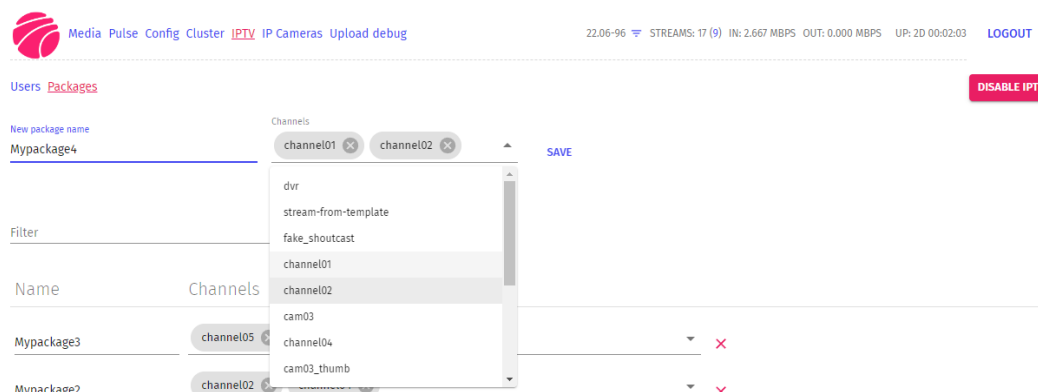 Media Pulse Config Cluster IPTV IP Cameras Upload debug 22.06-96 STREAMS: 17 (9) IN: 2.667 MBPS OUT: 0.000 MBPS UP: 2D 00:02:03 LOGOUT
Users Packages DISABLE IPT
New package name
Channels
Mypackage4 channel01 channel02 SAVE
dvr
stream-from-template
Filter
fake_shoutcast
channel01
Name Channels
channel02
cam03
Mypackage3 channel05
channel04
cam03_thumb
Mypackage2 channel02